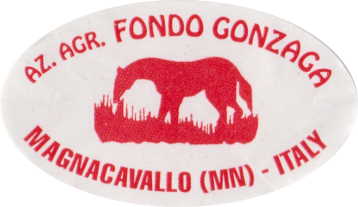 AZ. AGR. FONDO GONZAGA
MAGNACAVALLO (MN) - ITALY